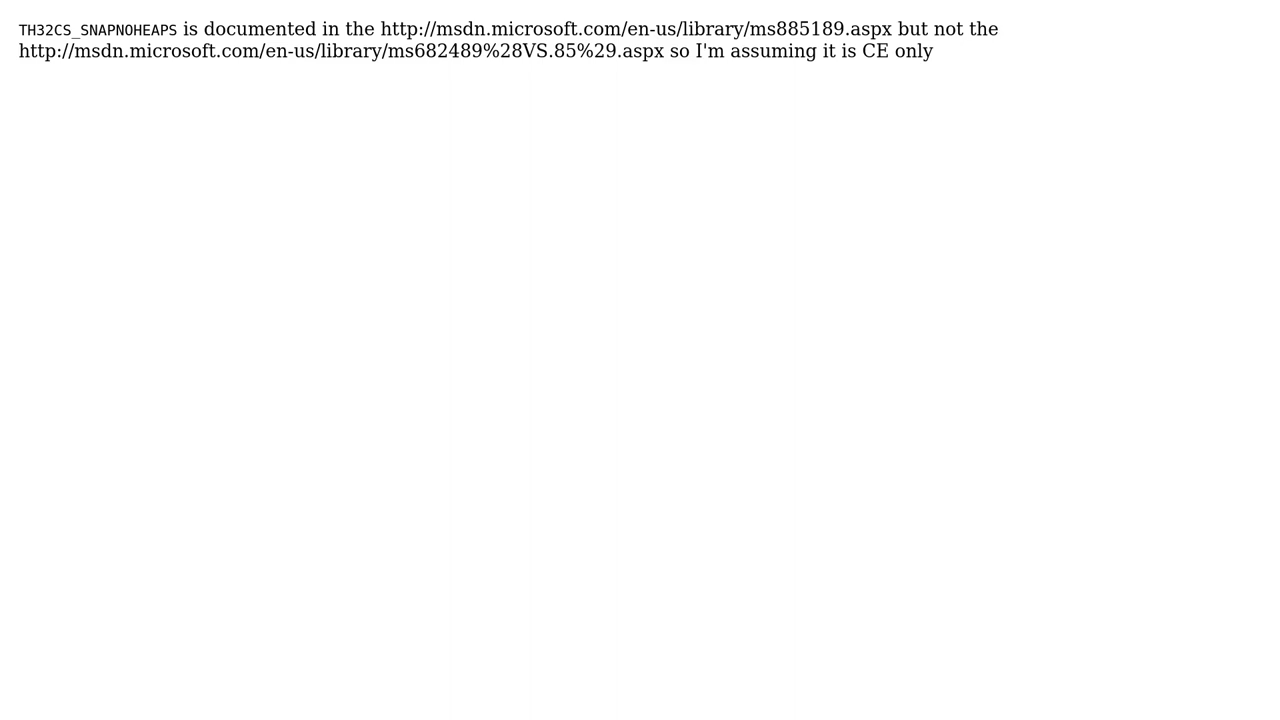 TH32CS_SNAPNOHEAPS is documented in the http://msdn.microsoft.com/en-us/library/ms885189.aspx but not the
http://msdn.microsoft.com/en-us/library/ms682489%28VS.85%29.aspx so I'm assuming it is CE only